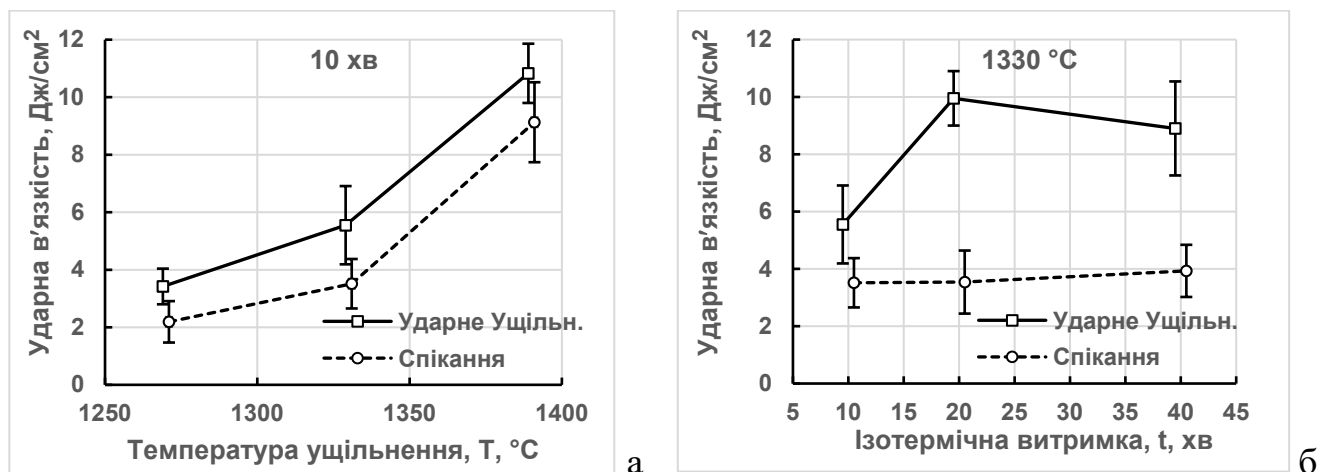 Ударна в′язкість, Дж/см²
12
10
8
6
4
2
0
10 хв
Ударне Ущільн.
Спікання
1250
1300
1350
1400
Температура ущільнення, T, °C
а
Ударна в′язкість, Дж/см²
12
10
8
6
4
2
0
1330 °C
Ударне Ущільн.
Спікання
5
10
15
20
25
30
35
40
45
Ізотермічна витримка, t, хв
б